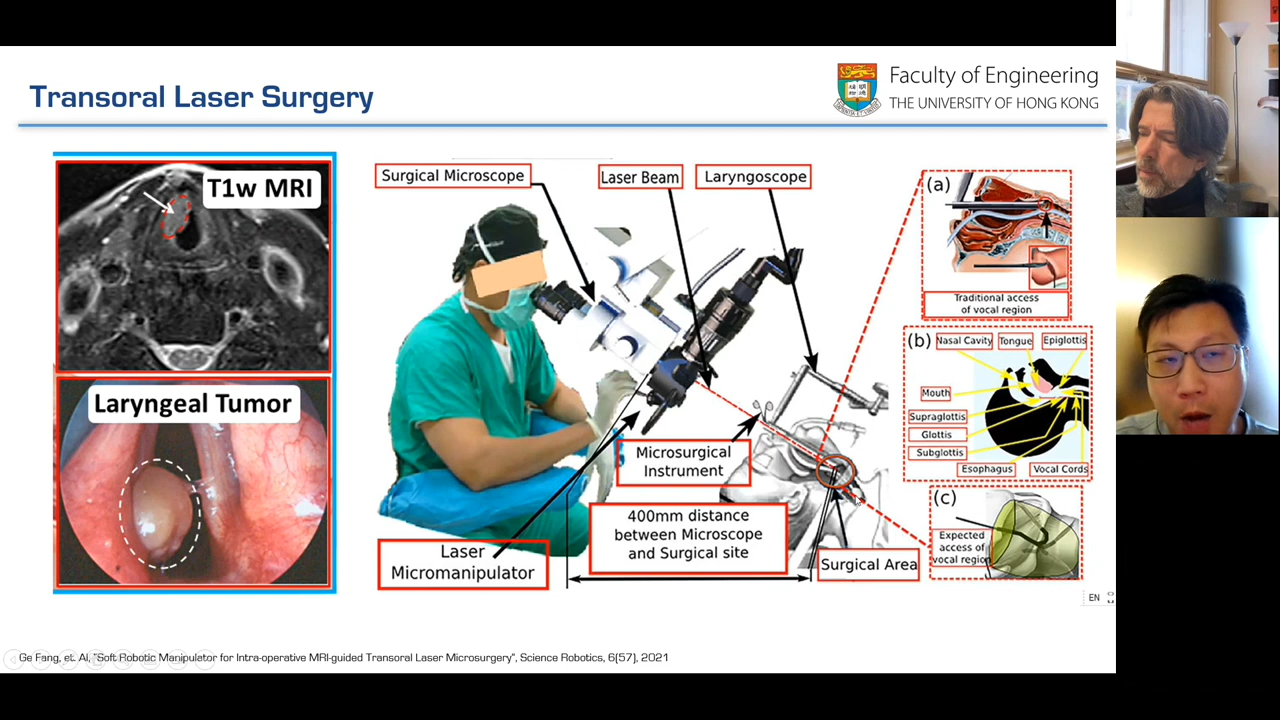 Transoral Laser Surgery
Faculty of Engineering
THE UNIVERSITY OF HONG KONG
T1w MRI
Laryngeal Tumor
Surgical Microscope
Laser Beam
Laryngoscope
Microsurgical
Instrument
400mm distance
between Microscope
and Surgical site
Laser
Micromanipulator
Surgical Area
(a)
Traditional access
of vocal region
(b)
Nasal Cavity
Tongue
Epiglottis
Mouth
Supraglottis
Glottis
Subglottis
Esophagus
Vocal Cords
(c)
Expected
access of
vocal region
EN
Ge Fang, et. Al, "Soft Robotic Manipulator for Intra-operative MRI-guided Transoral Laser Microsurgery", Science Robotics, 6(57), 2021